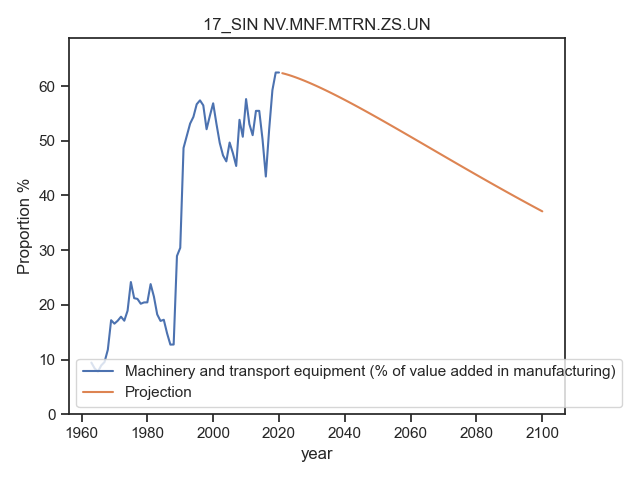 17_SIN NV.MNF.MTRN.ZS.UN
Proportion %
60
50
40
30
20
10
0
Machinery and transport equipment (% of value added in manufacturing)
Projection
1960 1980 2000 2020 2040 2060 2080 2100
year